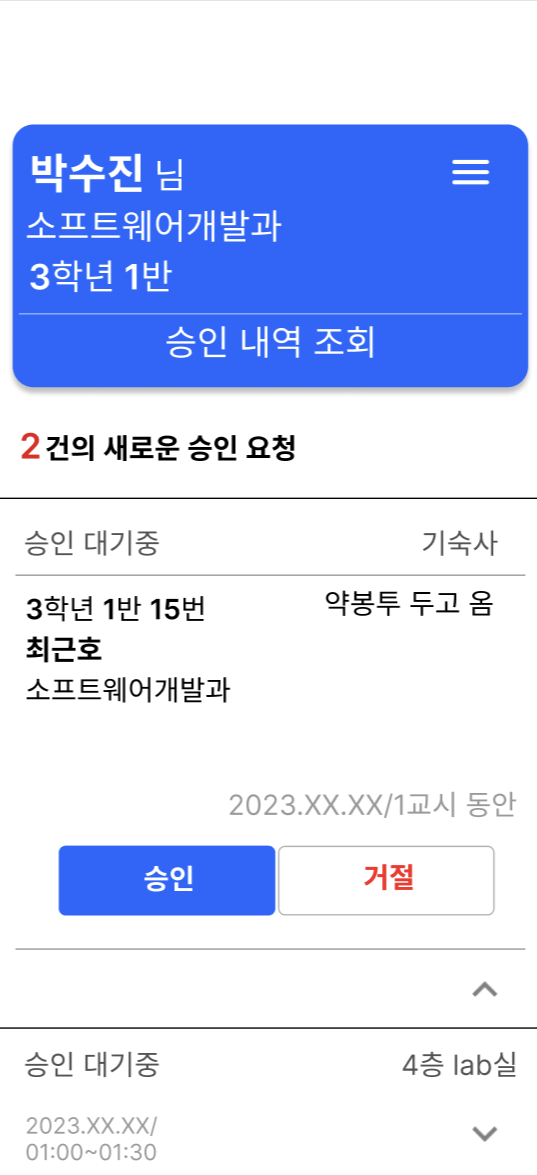 박수진 님
소프트웨어개발과
3학년 1반
승인 내역 조회
2건의 새로운 승인 요청
승인 대기중 기숙사
3학년 1반 15번 약봉투 두고 옴
최근호
소프트웨어개발과
2023.XX.XX/1교시 동안
승인 거절
승인 대기중 4층 lab실
2023.XX.XX/
01:00~01:30